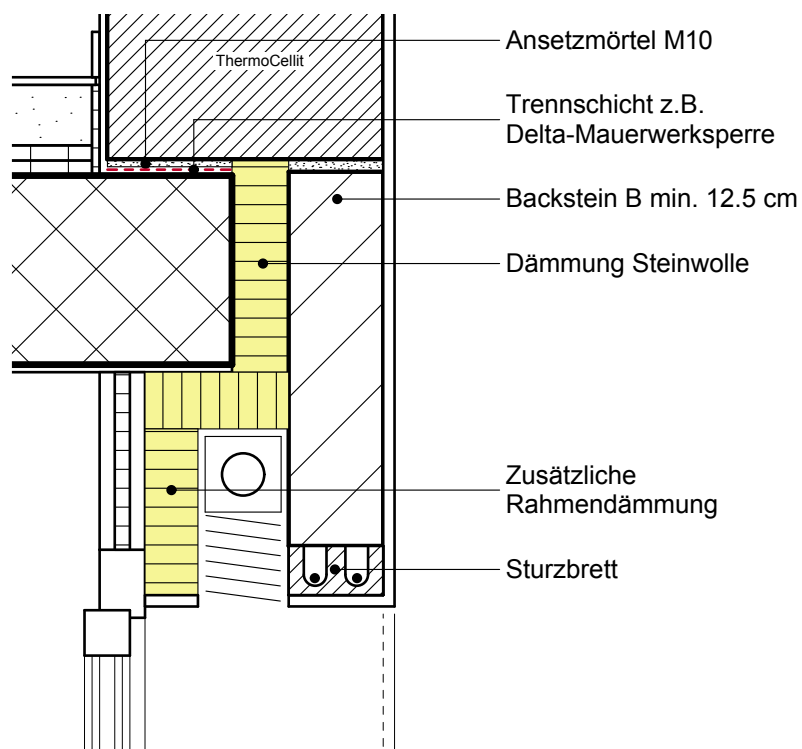 Ansetzmörtel M10
ThermoCellit
Trennschicht z.B.
Delta-Mauerwerksperre
Backstein B min. 12.5 cm
Dämmung Steinwolle
Zusätzliche
Rahmendämmung
Sturzbrett